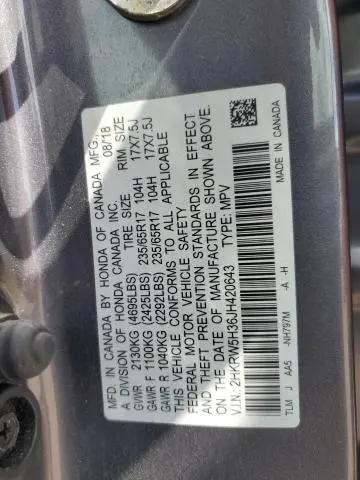 MFD. IN CANADA BY HONDA OF CANADA MFG., 08/18
A DIVISION OF HONDA CANADA INC.
TIRE SIZE RIM SIZE
GVWR 2130KG (4695LBS)
GAWR F 1100KG (2425LBS) 235/65R17 104H 17X7.5J
GAWR R 1040KG (2292LBS) 235/65R17 104H 17X7.5J
THIS VEHICLE CONFORMS TO ALL APPLICABLE
FEDERAL MOTOR VEHICLE SAFETY
AND THEFT PREVENTION STANDARDS IN EFFECT
ON THE DATE OF MANUFACTURE SHOWN ABOVE.
V.I.N.: 2HKRW5H36JH420643 TYPE: MPV
TLM J AA5 -NH797M -A -H MADE IN CANADA